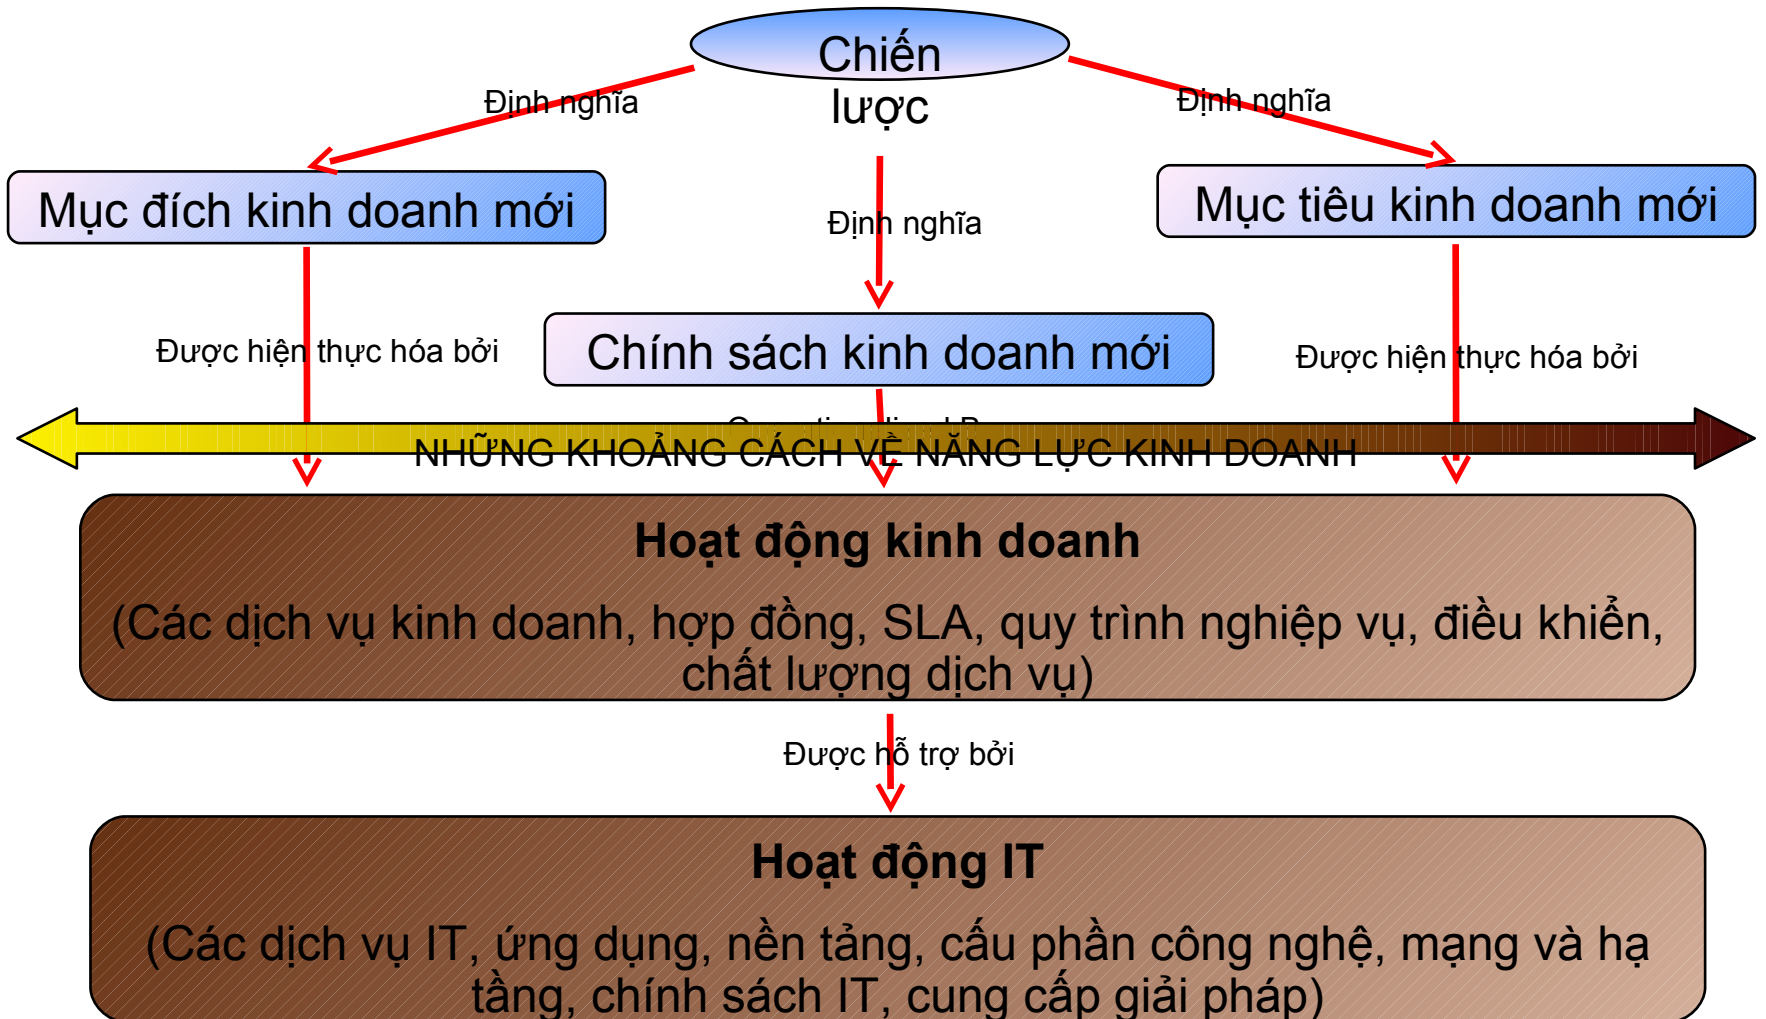 Chiến
lược
Định nghĩa
Định nghĩa
Mục đích kinh doanh mới
Mục tiêu kinh doanh mới
Định nghĩa
Được hiện thực hóa bởi
Chính sách kinh doanh mới
Được hiện thực hóa bởi
NHỮNG KHOẢNG CÁCH VỀ NĂNG LỰC KINH DOANH
Hoạt động kinh doanh
(Các dịch vụ kinh doanh, hợp đồng, SLA, quy trình nghiệp vụ, điều khiển,
chất lượng dịch vụ)
Được hỗ trợ bởi
Hoạt động IT
(Các dịch vụ IT, ứng dụng, nền tảng, cấu phần công nghệ, mạng và hạ
tầng, chính sách IT, cung cấp giải pháp)